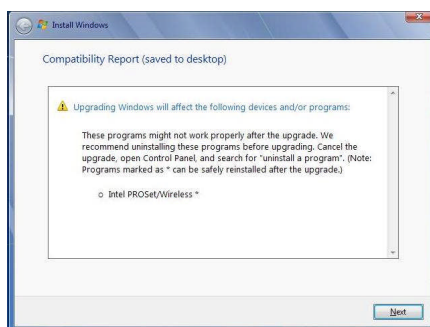 Install Windows
Compatibility Report (saved to desktop)
Upgrading Windows will affect the following devices and/or programs:
These programs might not work properly after the upgrade. We
recommend uninstalling these programs before upgrading. Cancel the
upgrade, open Control Panel, and search for "uninstall a program". (Note:
Programs marked as * can be safely reinstalled after the upgrade.)
o Intel PROSet/Wireless *
Next